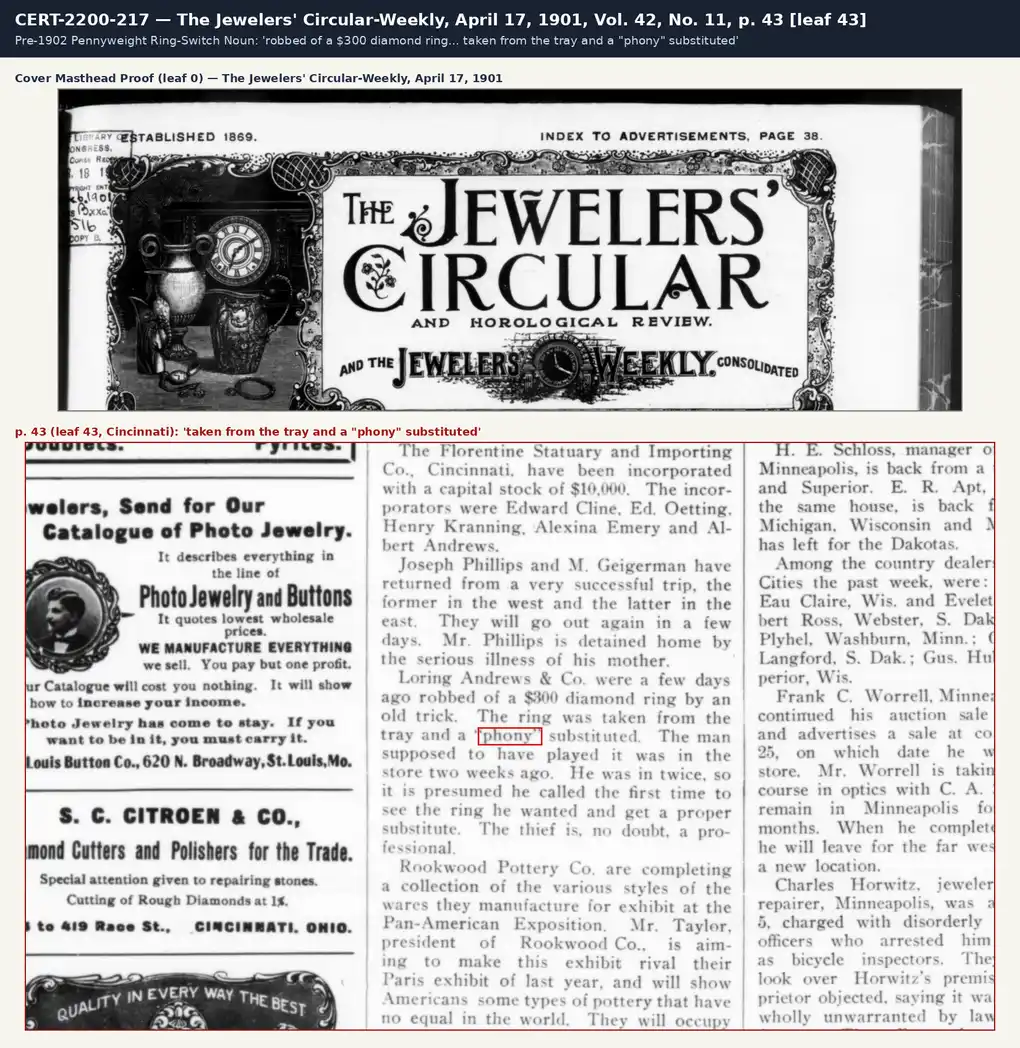 CERT-2200-217 — The Jewelers' Circular-Weekly, April 17, 1901, Vol. 42, No. 11, p. 43 [leaf 43]
Pre-1902 Pennyweight Ring-Switch Noun: 'robbed of a $300 diamond ring... taken from the tray and a "phony" substituted'
Cover Masthead Proof (leaf 0) — The Jewelers' Circular-Weekly, April 17, 1901
ESTABLISHED 1869.
INDEX TO ADVERTISEMENTS, PAGE 38.
THE JEWELERS'
CIRCULAR
AND HOROLOGICAL REVIEW.
AND THE JEWELERS' WEEKLY. CONSOLIDATED
p. 43 (leaf 43, Cincinnati): 'taken from the tray and a "phony" substituted'
Doublets. Pyrites.
welers, Send for Our
Catalogue of Photo Jewelry.
It describes everything in
the line of
Photo Jewelry and Buttons
It quotes lowest wholesale
prices.
WE MANUFACTURE EVERYTHING
we sell. You pay but one profit.
ur Catalogue will cost you nothing. It will show
how to increase your income.
Photo Jewelry has come to stay. If you
want to be in it, you must carry it.
Louis Button Co., 620 N. Broadway, St. Louis, Mo.
S. C. CITROEN & CO.,
mond Cutters and Polishers for the Trade.
Special attention given to repairing stones.
Cutting of Rough Diamonds at 1%.
to 419 Race St., CINCINNATI, OHIO.
QUALITY IN EVERY WAY THE BEST
The Florentine Statuary and Importing
Co., Cincinnati, have been incorporated
with a capital stock of $10,000. The incor-
porators were Edward Cline, Ed. Oetting,
Henry Kranning, Alexina Emery and Al-
bert Andrews.
Joseph Phillips and M. Geigerman have
returned from a very successful trip, the
former in the west and the latter in the
east. They will go out again in a few
days. Mr. Phillips is detained home by
the serious illness of his mother.
Loring Andrews & Co. were a few days
ago robbed of a $300 diamond ring by an
old trick. The ring was taken from the
tray and a "phony" substituted. The man
supposed to have played it was in the
store two weeks ago. He was in twice, so
it is presumed he called the first time to
see the ring he wanted and get a proper
substitute. The thief is, no doubt, a pro-
fessional.
Rookwood Pottery Co. are completing
a collection of the various styles of the
wares they manufacture for exhibit at the
Pan-American Exposition. Mr. Taylor,
president of Rookwood Co., is aim-
ing to make this exhibit rival their
Paris exhibit of last year, and will show
Americans some types of pottery that have
no equal in the world. They will occupy
H. E. Schloss, manager o
Minneapolis, is back from a
and Superior. E. R. Apt,
the same house, is back f
Michigan, Wisconsin and
has left for the Dakotas.
Among the country dealer
Cities the past week, were:
Eau Claire, Wis. and Evelet
bert Ross, Webster, S. Dak
Plyhel, Washburn, Minn.;
Langford, S. Dak.; Gus. Hu
perior, Wis.
Frank C. Worrell, Minne
continued his auction sale
and advertises a sale at co
25, on which date he w
store. Mr. Worrell is takin
course in optics with C. A.
remain in Minneapolis fo
months. When he complet
he will leave for the far wes
a new location.
Charles Horwitz, jeweler
repairer, Minneapolis, was a
5, charged with disorderly
officers who arrested him
as bicycle inspectors. They
look over Horwitz's premis
prietor objected, saying it wa
wholly unwarranted by law